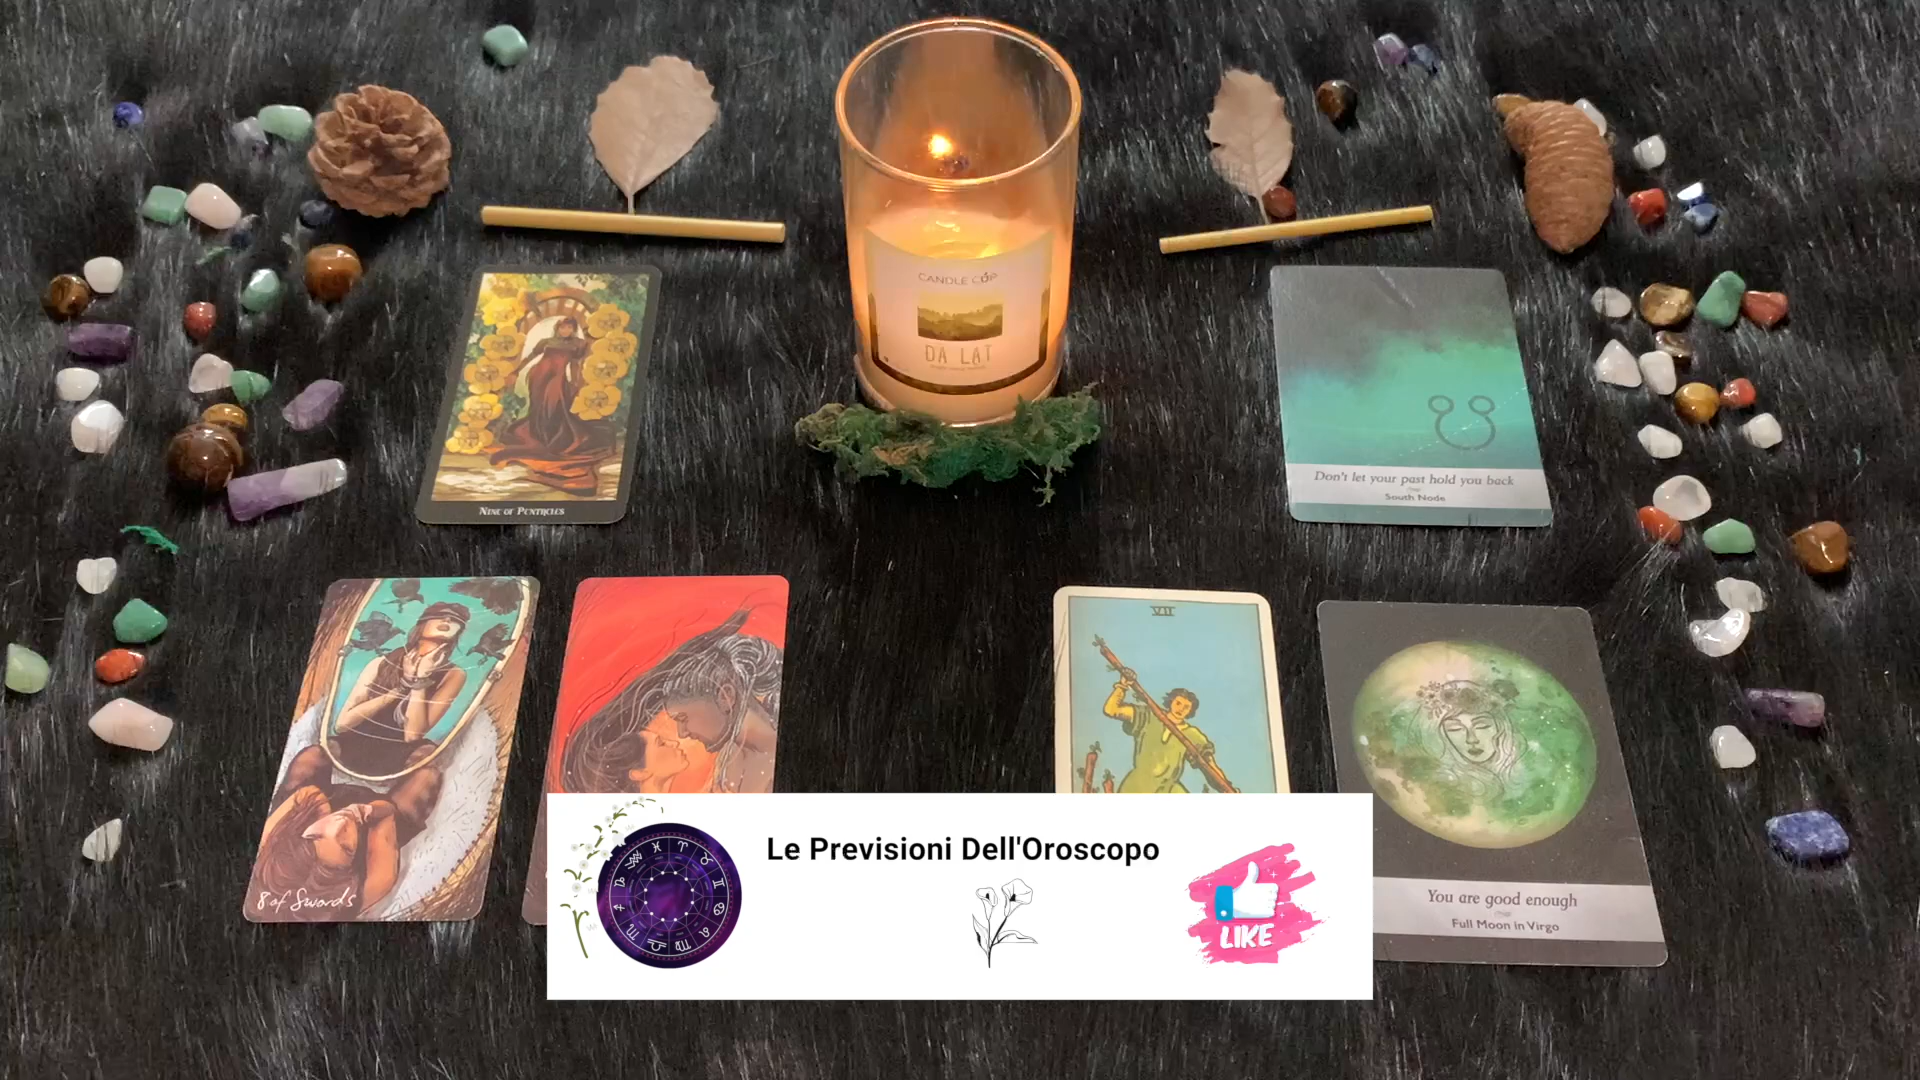 CANDLE CUP
DA LAT
NINE OF PENTACLES
Don't let your past hold you back
South Node
VII
8 of Swords
Le Previsioni Dell'Oroscopo
LIKE
You are good enough
Full Moon in Virgo